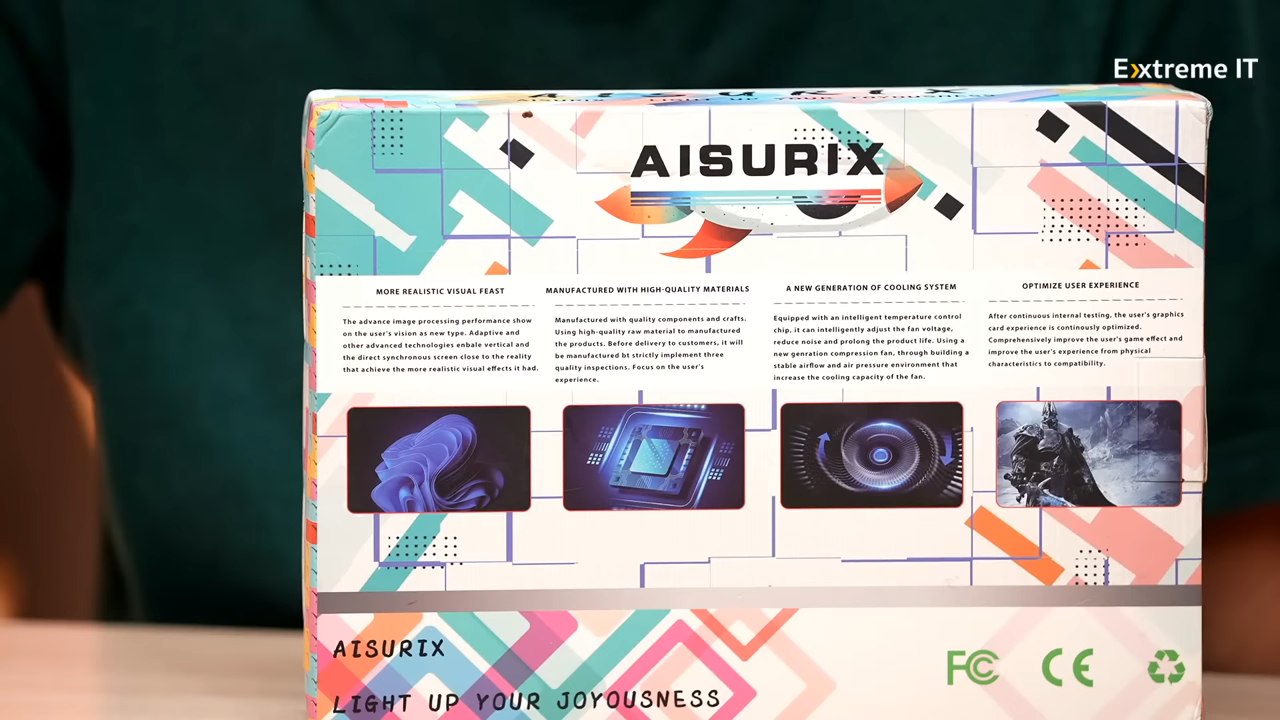 Extreme IT
AISURIX LIGHT UP YOUR JOYOUSNESS
AISURIX
MORE REALISTIC VISUAL FEAST
The advance image processing performance show
on the user's vision as new type. Adaptive and
other advanced technologies enbale vertical and
the direct synchronous screen close to the reality
that achieve the more realistic visual effects it had.
MANUFACTURED WITH HIGH-QUALITY MATERIALS
Manufactured with quality components and crafts.
Using high-quality raw material to manufactured
the products. Before delivery to customers, it will
be manufactured bt strictly implement three
quality inspections. Focus on the user's
experience.
A NEW GENERATION OF COOLING SYSTEM
Equipped with an intelligent temperature control
chip, it can intelligently adjust the fan voltage,
reduce noise and prolong the product life. Using a
new genration compression fan, through building a
stable airflow and air pressure environment that
increase the cooling capacity of the fan.
OPTIMIZE USER EXPERIENCE
After continuous internal testing, the user's graphics
card experience is continously optimized.
Comprehensively improve the user's game effect and
improve the user's experience from physical
characteristics to compatibility.
AISURIX
LIGHT UP YOUR JOYOUSNESS
FC CE